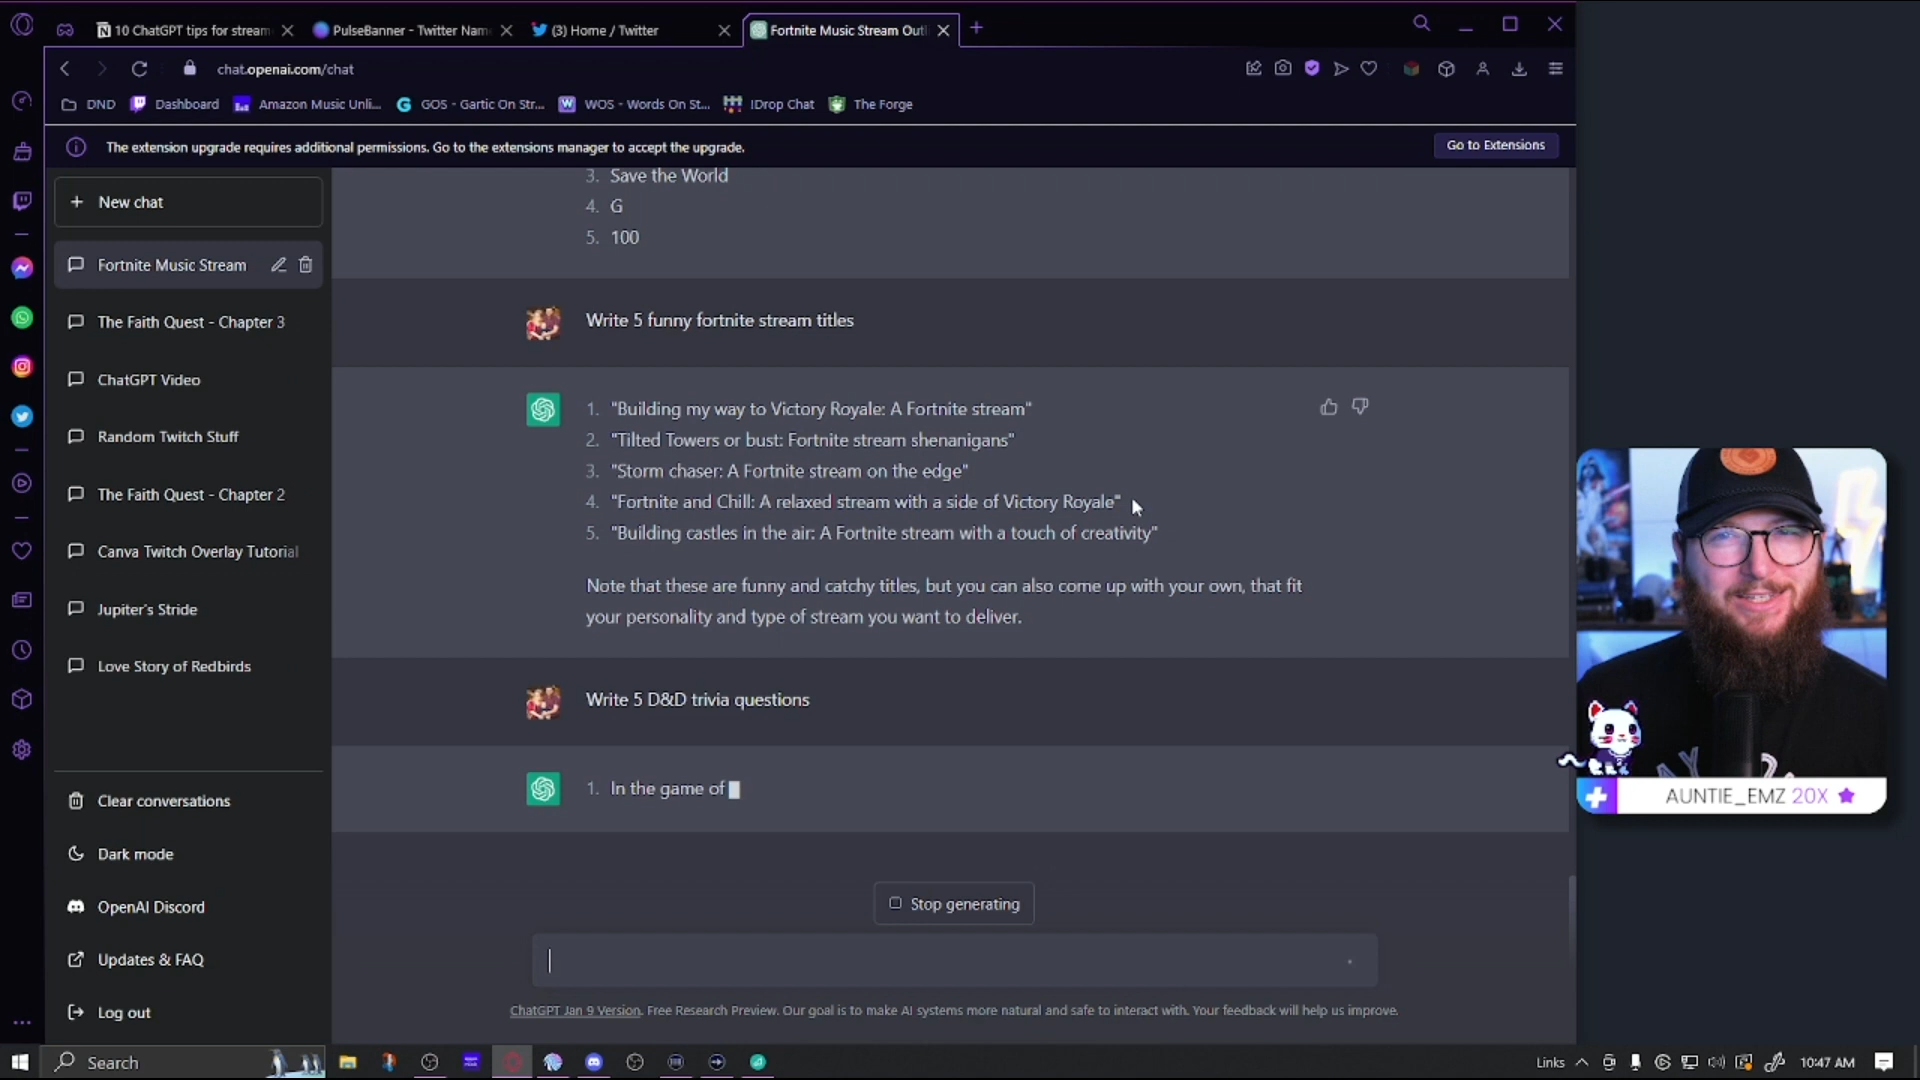 10 ChatGPT tips for stream
PulseBanner - Twitter Nam
(3) Home / Twitter
Fortnite Music Stream Outl
chat.openai.com/chat
DND
Dashboard
Amazon Music Unli...
GOS - Gartic On Str...
WOS - Words On St...
!Drop Chat
The Forge
The extension upgrade requires additional permissions. Go to the extensions manager to accept the upgrade.
Go to Extensions
+ New chat
Fortnite Music Stream
The Faith Quest - Chapter 3
ChatGPT Video
Random Twitch Stuff
The Faith Quest - Chapter 2
Canva Twitch Overlay Tutorial
Jupiter's Stride
Love Story of Redbirds
Clear conversations
Dark mode
OpenAI Discord
Updates & FAQ
Log out
3. Save the World
4. G
5. 100
Write 5 funny fortnite stream titles
1. "Building my way to Victory Royale: A Fortnite stream"
2. "Tilted Towers or bust: Fortnite stream shenanigans"
3. "Storm chaser: A Fortnite stream on the edge"
4. "Fortnite and Chill: A relaxed stream with a side of Victory Royale"
5. "Building castles in the air: A Fortnite stream with a touch of creativity"
Note that these are funny and catchy titles, but you can also come up with your own, that fit
your personality and type of stream you want to deliver.
Write 5 D&D trivia questions
1. In the game of
Stop generating
ChatGPT Jan 9 Version. Free Research Preview. Our goal is to make AI systems more natural and safe to interact with. Your feedback will help us improve.
AUNTIE_EMZ 20X
Search
Links
10:47 AM